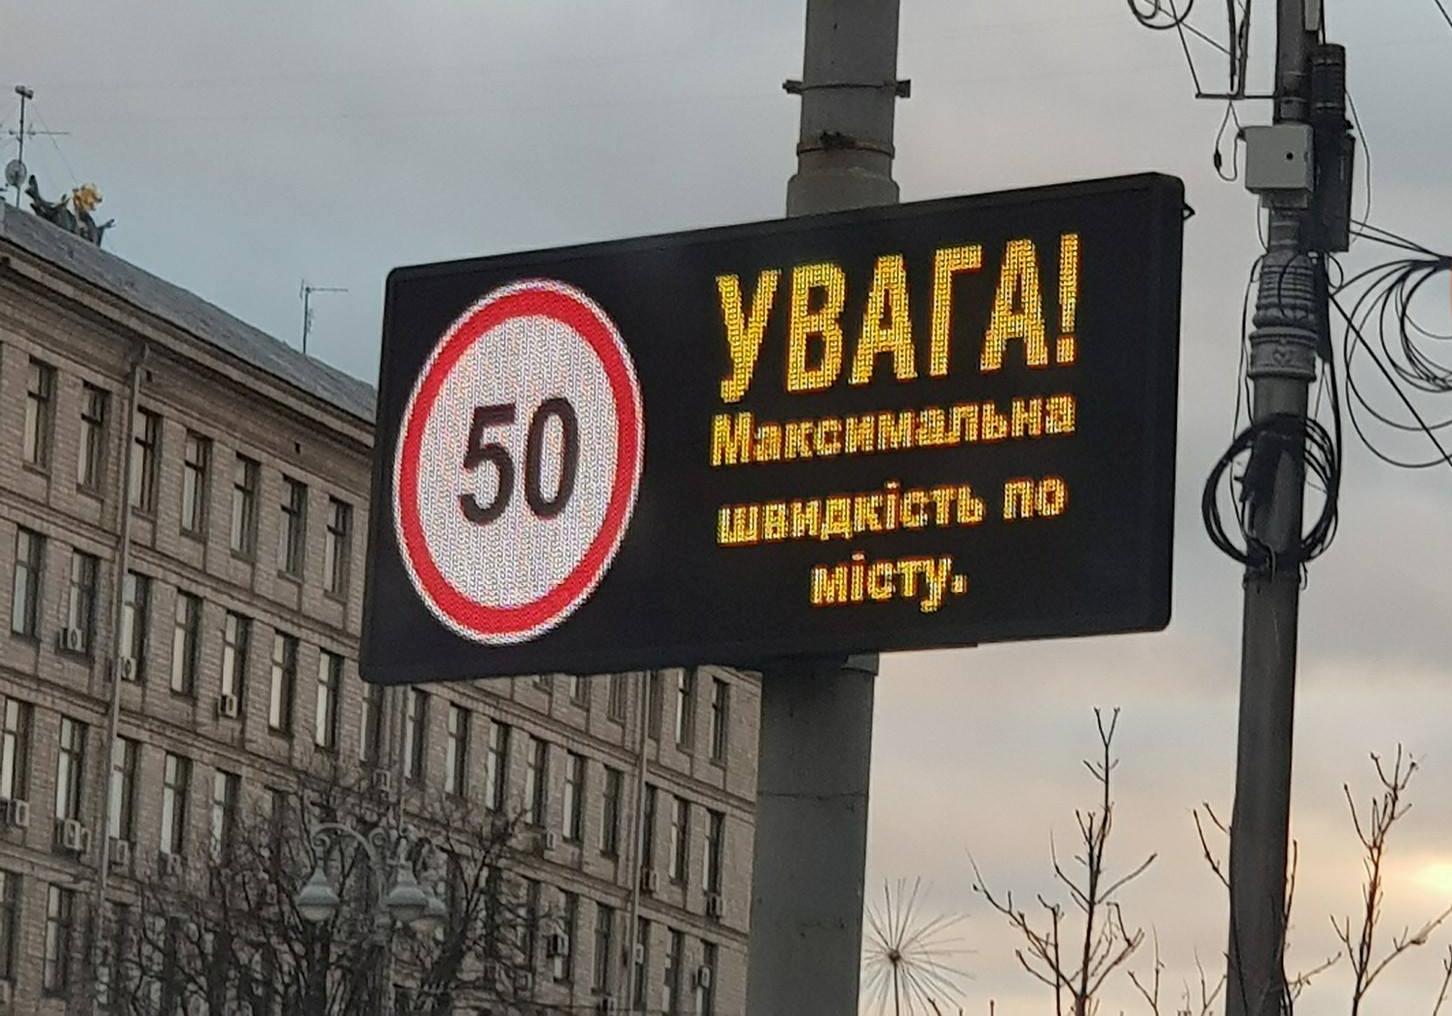 50
УВАГА!
Максимальна
швидкість по
місту.